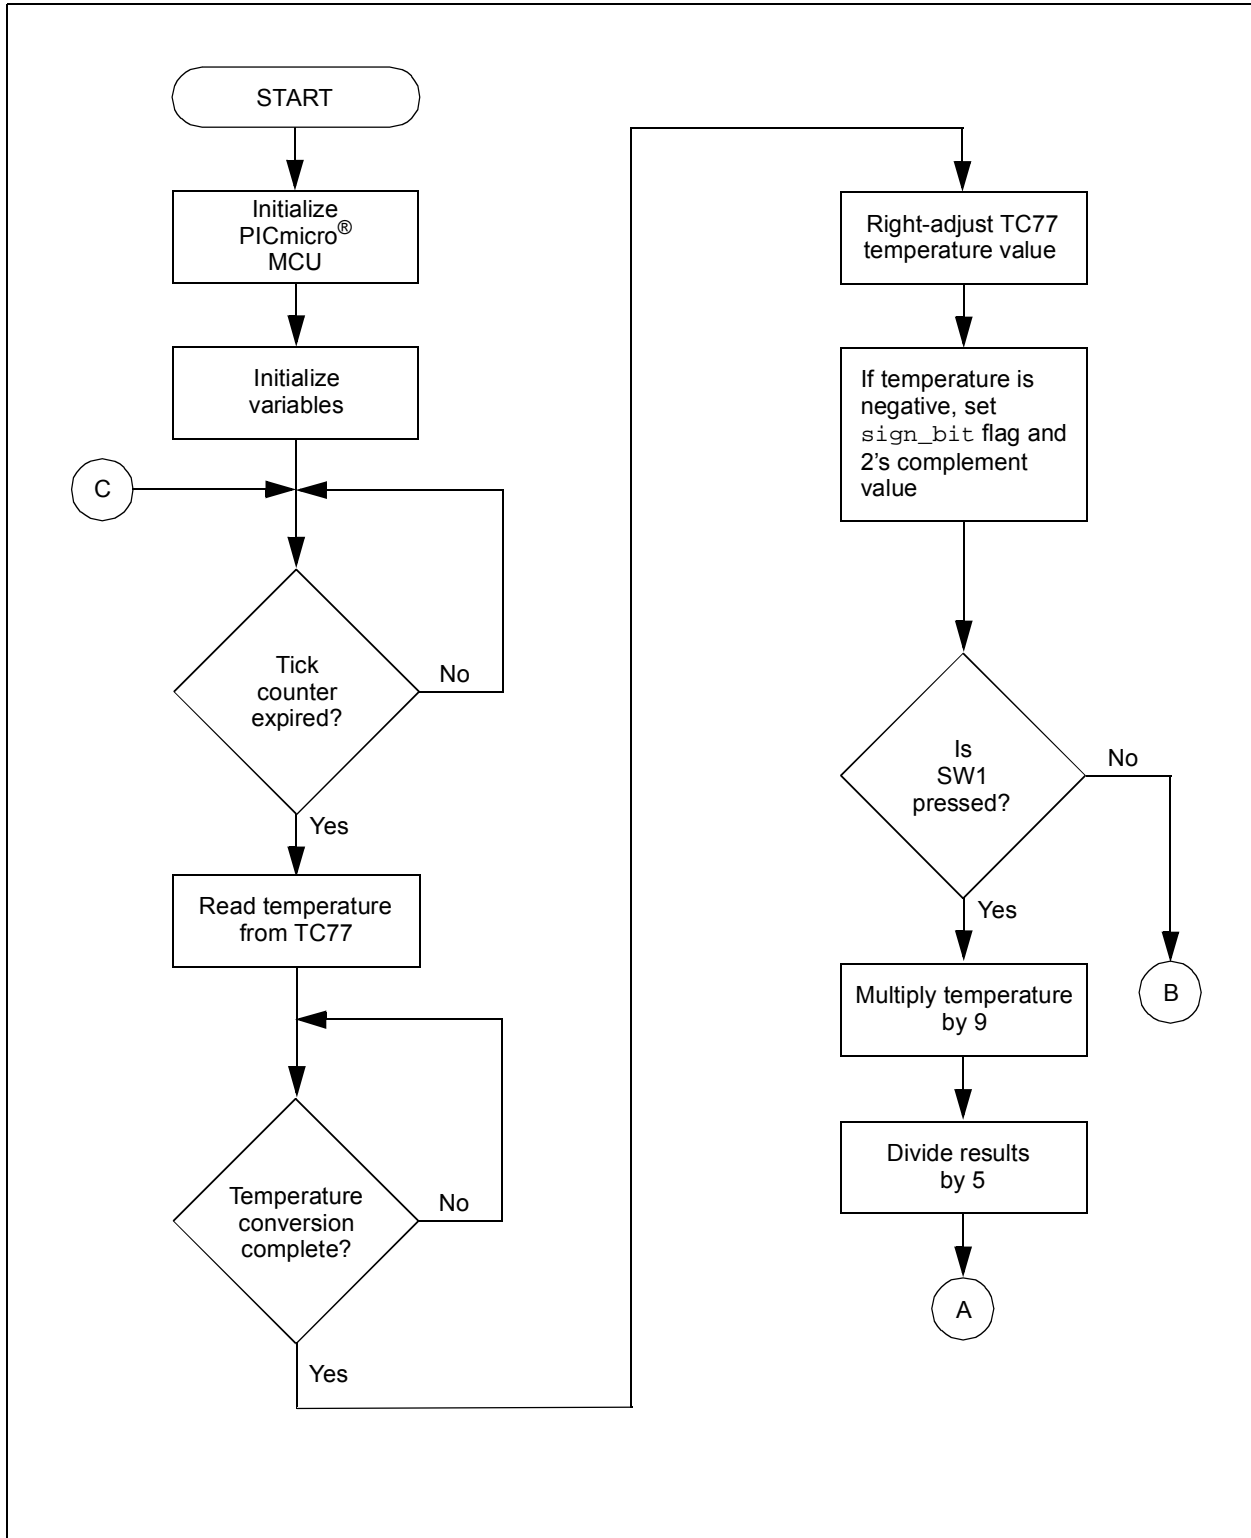 START
Initialize
PICmicro®
MCU
Initialize
variables
C
Tick
counter
expired?
No
Yes
Read temperature
from TC77
Temperature
conversion
complete?
No
Yes
Right-adjust TC77
temperature value
If temperature is
negative, set
sign_bit flag and
2’s complement
value
Is
SW1
pressed?
No
Yes
B
Multiply temperature
by 9
Divide results
by 5
A